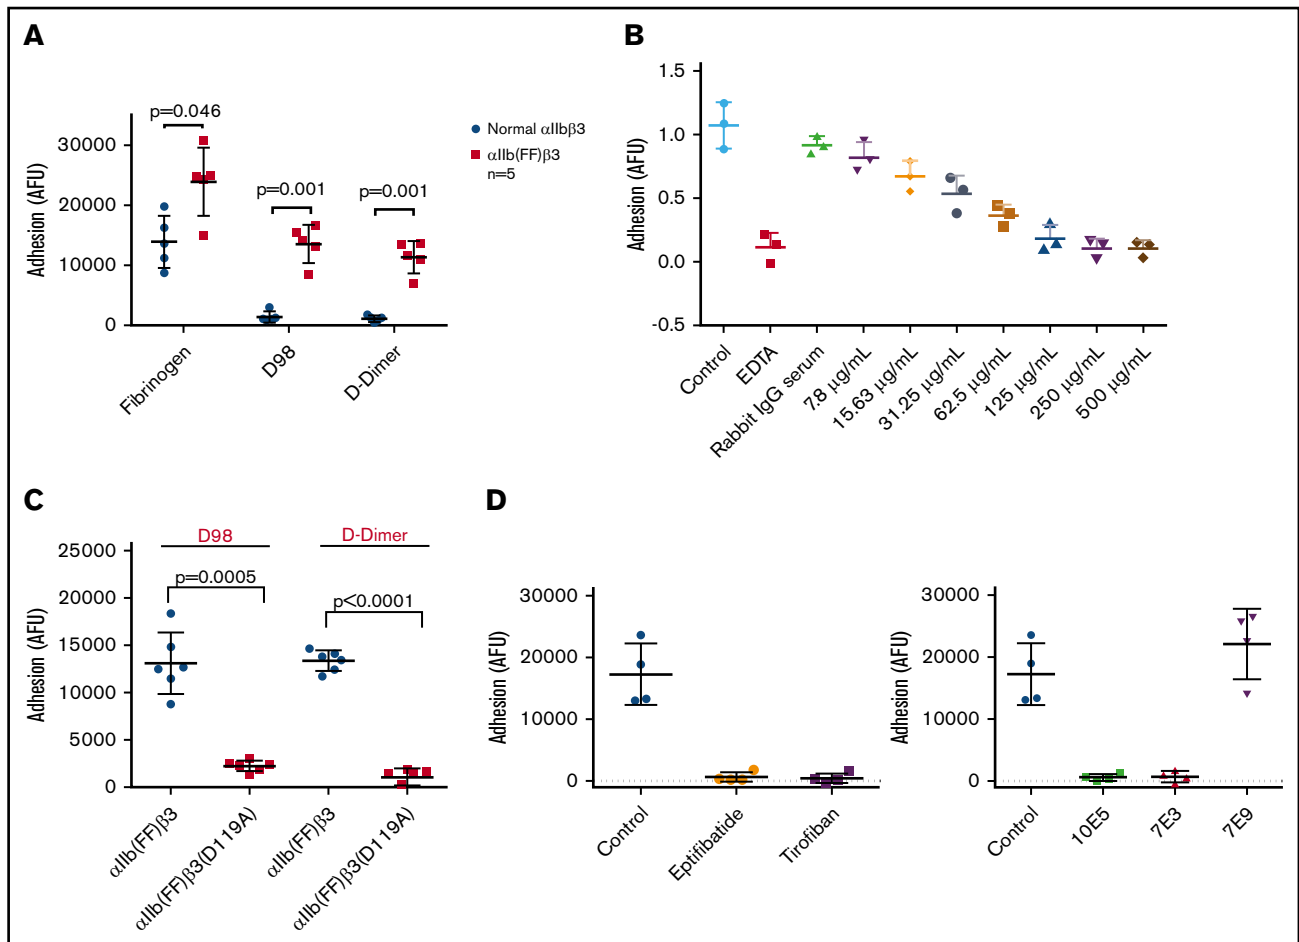 A
Adhesion (AFU)
30000
20000
10000
0
p=0.046
p=0.001
p=0.001
Fibrinogen
D98
D-Dimer
Normal αIIbβ3
αIIb(FF)β3
n=5
B
Adhesion (AFU)
1.5
1.0
0.5
0.0
-0.5
Control
EDTA
Rabbit IgG serum
7.8 μg/mL
15.63 μg/mL
31.25 μg/mL
62.5 μg/mL
125 μg/mL
250 μg/mL
500 μg/mL
C
Adhesion (AFU)
25000
20000
15000
10000
5000
0
D98
D-Dimer
p=0.0005
p<0.0001
αIIb(FF)β3
αIIb(FF)β3(D119A)
αIIb(FF)β3
αIIb(FF)β3(D119A)
D
Adhesion (AFU)
30000
20000
10000
0
Control
Eptifibatide
Tirofiban
Adhesion (AFU)
30000
20000
10000
0
Control
10E5
7E3
7E9